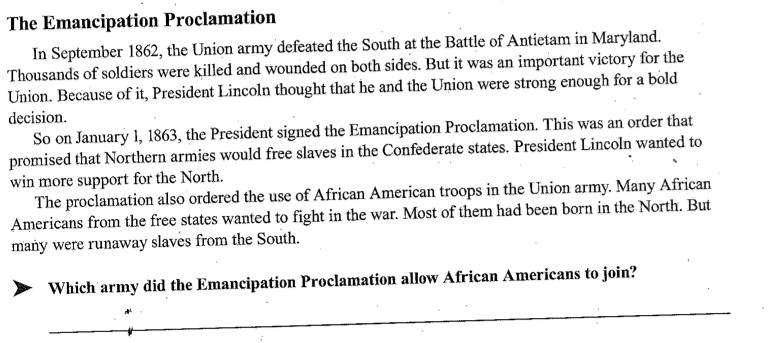 The Emancipation Proclamation
In September 1862, the Union army defeated the South at the Battle of Antietam in Maryland.
Thousands of soldiers were killed and wounded on both sides. But it was an important victory for the
Union. Because of it, President Lincoln thought that he and the Union were strong enough for a bold
decision.
So on January 1, 1863, the President signed the Emancipation Proclamation. This was an order that
promised that Northern armies would free slaves in the Confederate states. President Lincoln wanted to
win more support for the North.
The proclamation also ordered the use of African American troops in the Union army. Many African
Americans from the free states wanted to fight in the war. Most of them had been born in the North. But
many were runaway slaves from the South.
➤ Which army did the Emancipation Proclamation allow African Americans to join?